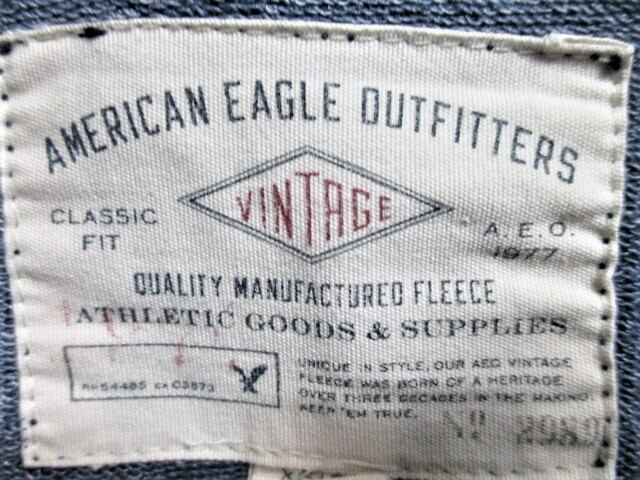 AMERICAN EAGLE OUTFITTERS
VINTAGE
CLASSIC
FIT
A.E.O.
1977
QUALITY MANUFACTURED FLEECE
ATHLETIC GOODS & SUPPLIES
RN 54485 CA 03873
UNIQUE IN STYLE, OUR AEO VINTAGE
FLEECE WAS BORN OF A HERITAGE
OVER THREE DECADES IN THE MAKING.
KEEP 'EM TRUE.
Nº